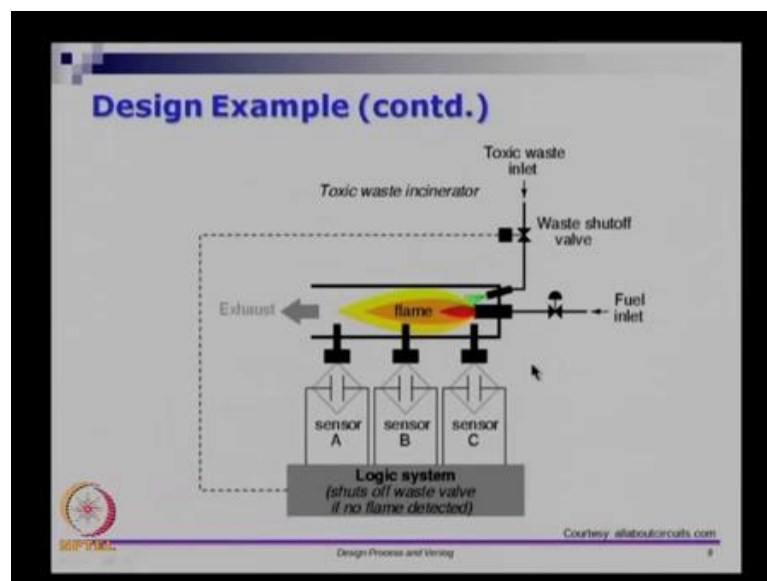 Design Example (contd.)
Toxic waste
inlet
Toxic waste incinerator
Waste shutoff
valve
Exhaust
flame
Fuel
inlet
sensor
A
sensor
B
sensor
C
Logic system
(shuts off waste valve
if no flame detected)
NPTEL
Courtesy allaboutcircuits.com
Design Process and Verilog